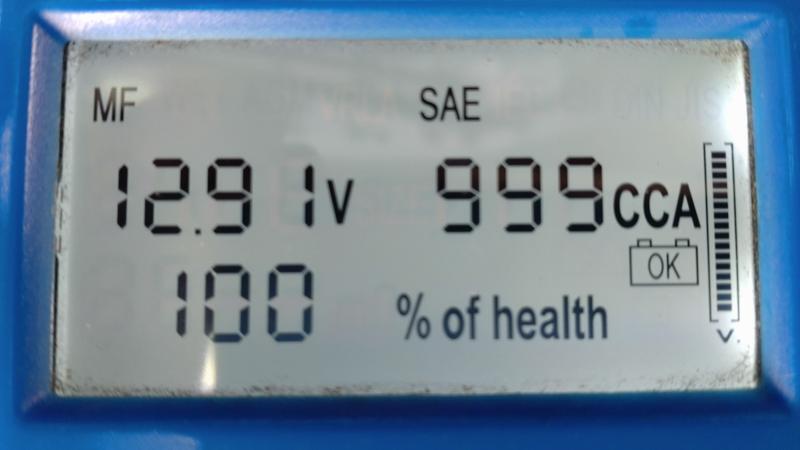 MF SAE
12.91V 999CCA
OK
100 % of health
V